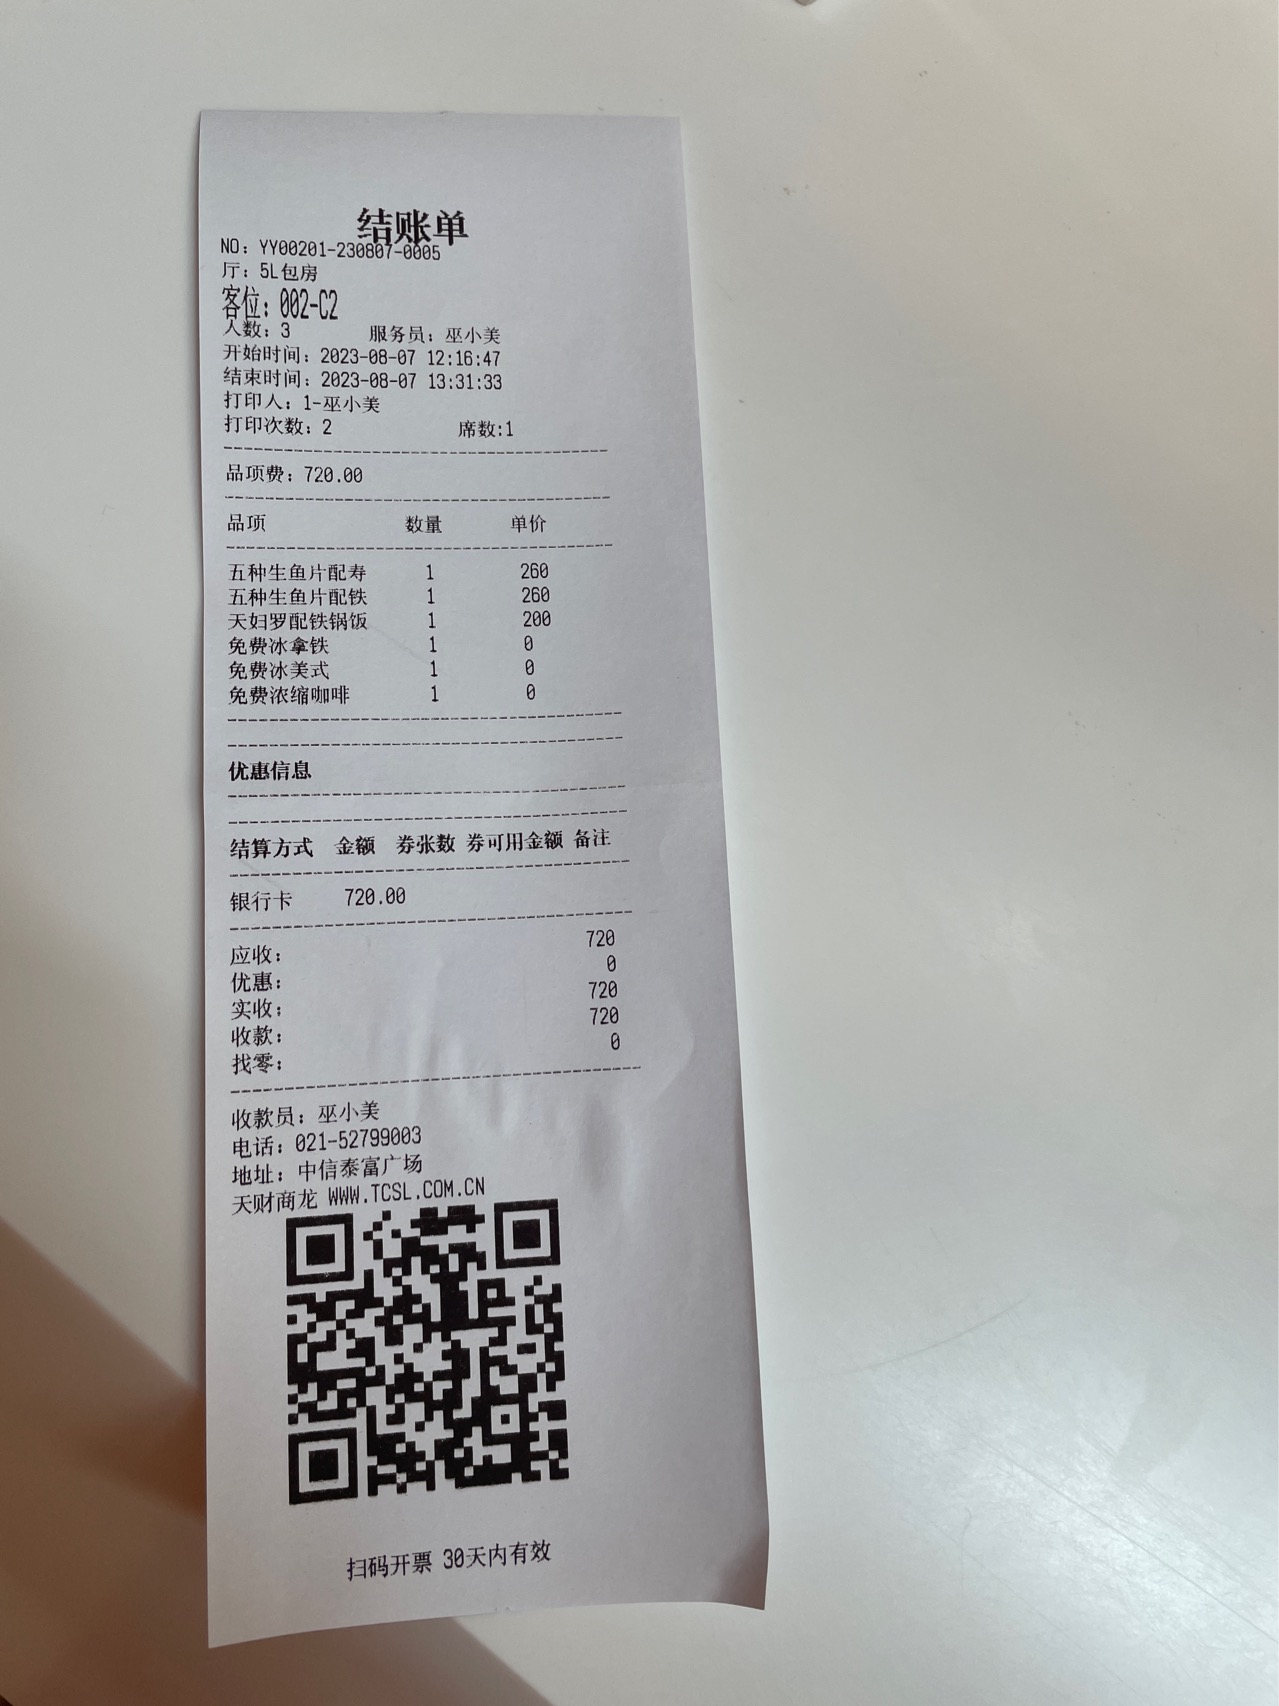 结账单
NO: YY00201-230807-0005
厅: 5L包房
客位: 002-C2
人数: 3 服务员: 巫小美
开始时间: 2023-08-07 12:16:47
结束时间: 2023-08-07 13:31:33
打印人: 1-巫小美
打印次数: 2 席数:1
品项费: 720.00
品项 数量 单价
五种生鱼片配寿 1 260
五种生鱼片配铁 1 260
天妇罗配铁锅饭 1 200
免费冰拿铁 1 0
免费冰美式 1 0
免费浓缩咖啡 1 0
优惠信息
结算方式 金额 券张数 券可用金额 备注
银行卡 720.00
应收: 720
优惠: 0
实收: 720
收款: 720
找零: 0
收款员: 巫小美
电话: 021-52799003
地址: 中信泰富广场
天财商龙 WWW.TCSL.COM.CN
扫码开票 30天内有效